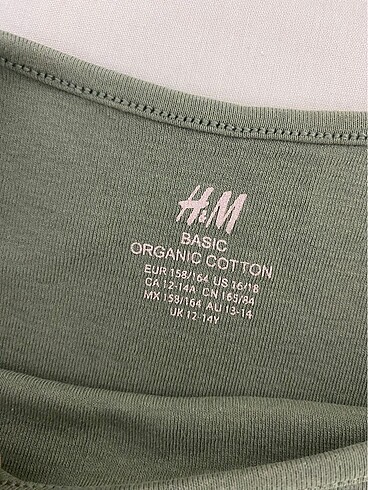 H&M
BASIC
ORGANIC COTTON
EUR 158/164 US 16/18
CA 12-14A CN 165/84
MX 158/164 AU 13-14
UK 12-14Y